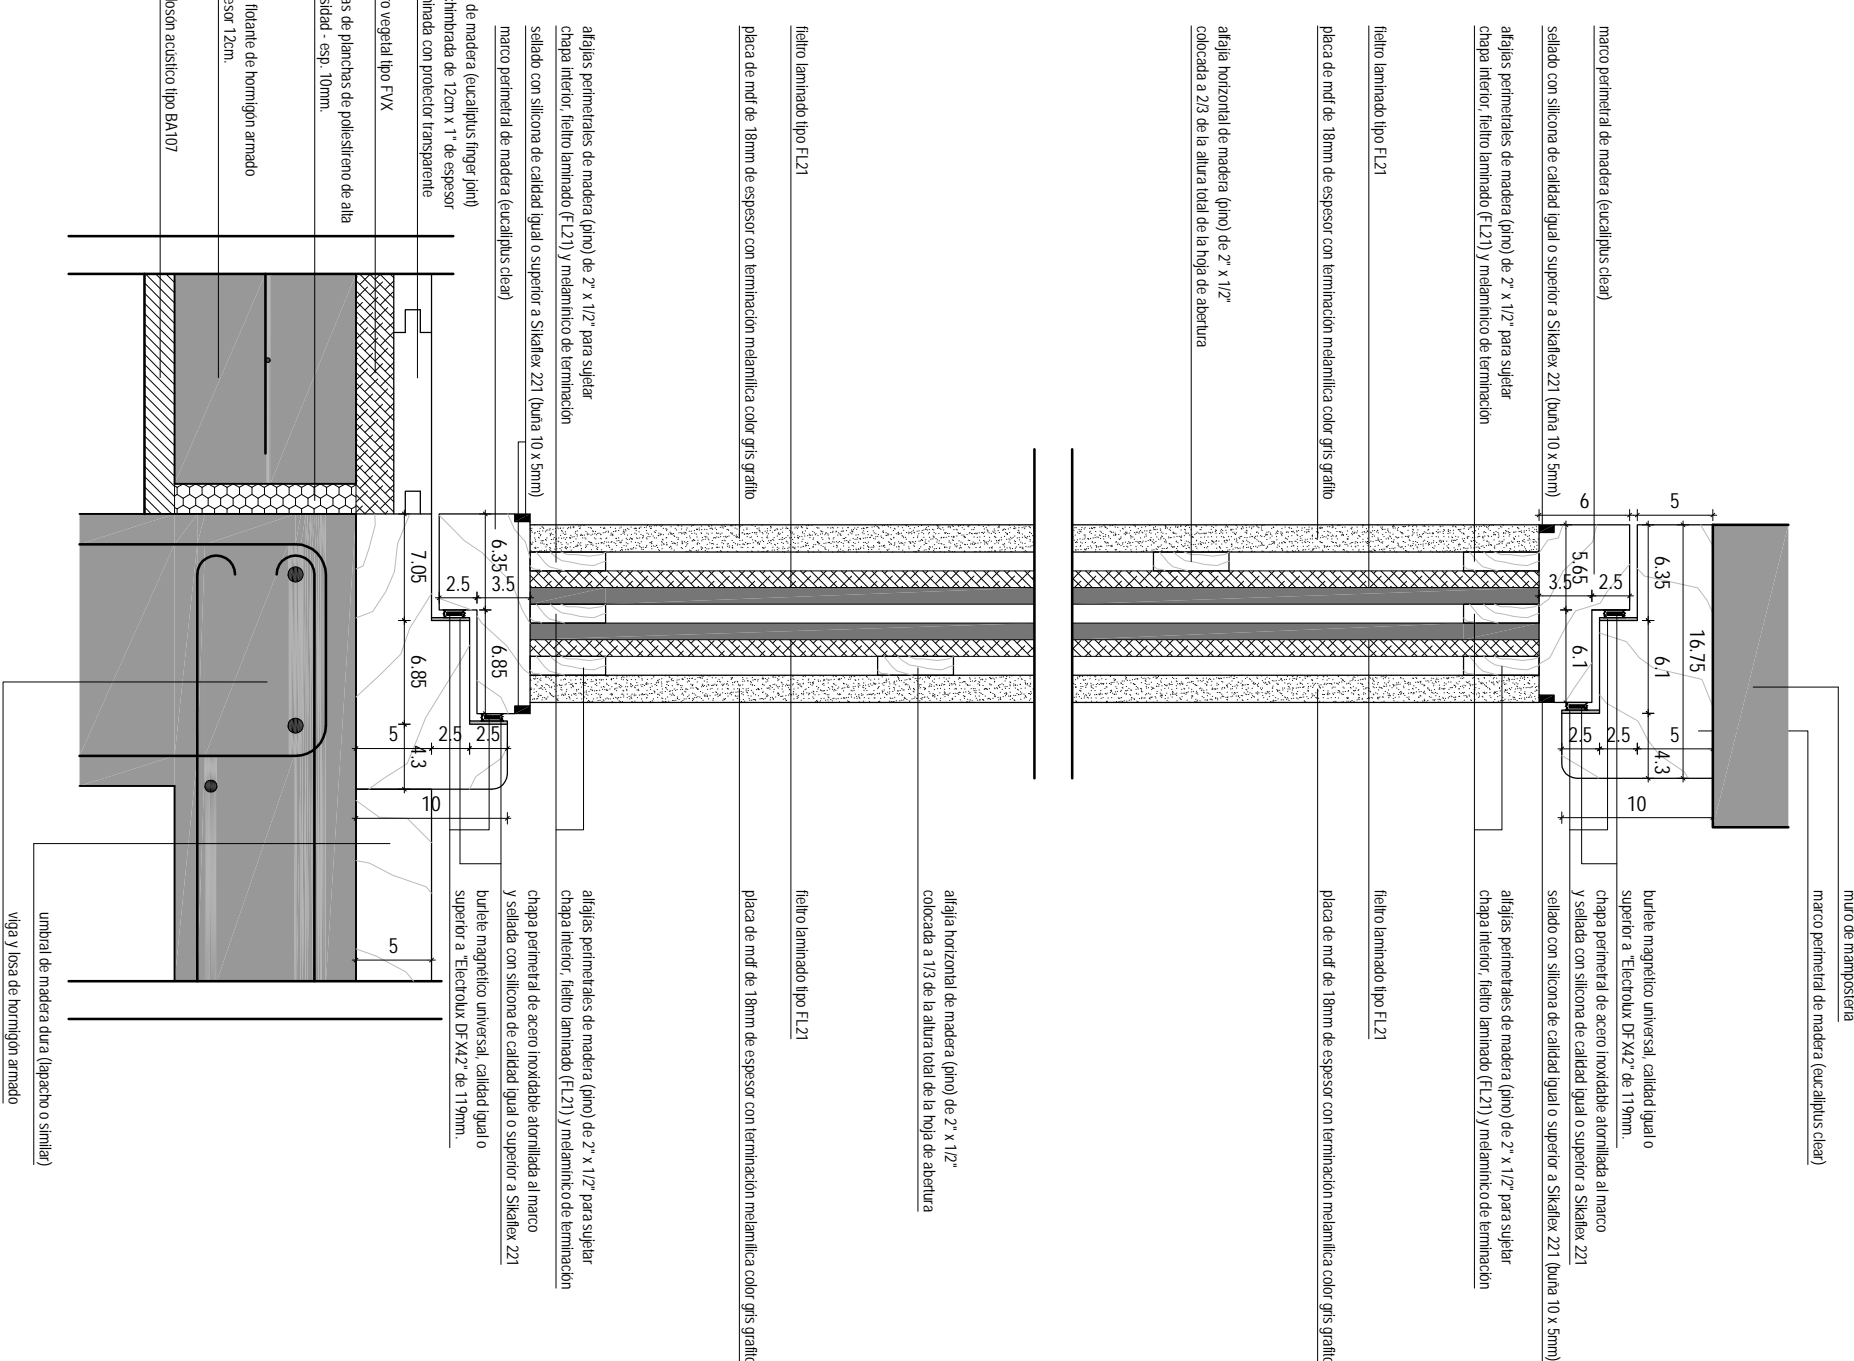 muro de mampostería
marco perimetral de madera (eucaliptus clear)
marco perimetral de madera (eucaliptus clear)
sellado con silicona de calidad igual o superior a Sikaflex 221 (buña 10 x 5mm)
alfajias perimetrales de madera (pino) de 2" x 1/2" para sujetar
chapa interior, fieltro laminado (FL21) y melamínico de terminación
fieltro laminado tipo FL21
placa de mdf de 18mm de espesor con terminación melamílica color gris grafito
alfajía horizontal de madera (pino) de 2" x 1/2"
colocada a 2/3 de la altura total de la hoja de abertura
fieltro laminado tipo FL21
placa de mdf de 18mm de espesor con terminación melamílica color gris grafito
alfajias perimetrales de madera (pino) de 2" x 1/2" para sujetar
chapa interior, fieltro laminado (FL21) y melamínico de terminación
sellado con silicona de calidad igual o superior a Sikaflex 221 (buña 10 x 5mm)
marco perimetral de madera (eucaliptus clear)
de madera (eucaliptus finger joint)
himbrada de 12cm x 1" de espesor
inada con protector transparente
o vegetal tipo FVX
as de planchas de poliestireno de alta
sidad - esp. 10mm.
flotante de hormigón armado
esor 12cm.
losón acústico tipo BA107
burlete magnético universal, calidad igual o
superior a "Electrolux DFX42" de 119mm.
chapa perimetral de acero inoxidable atornillada al marco
y sellada con silicona de calidad igual o superior a Sikaflex 221
sellado con silicona de calidad igual o superior a Sikaflex 221 (buña 10 x 5mm)
alfajias perimetrales de madera (pino) de 2" x 1/2" para sujetar
chapa interior, fieltro laminado (FL21) y melamínico de terminación
fieltro laminado tipo FL21
placa de mdf de 18mm de espesor con terminación melamílica color gris grafito
alfajía horizontal de madera (pino) de 2" x 1/2"
colocada a 1/3 de la altura total de la hoja de abertura
fieltro laminado tipo FL21
placa de mdf de 18mm de espesor con terminación melamílica color gris grafito
alfajias perimetrales de madera (pino) de 2" x 1/2" para sujetar
chapa interior, fieltro laminado (FL21) y melamínico de terminación
chapa perimetral de acero inoxidable atornillada al marco
y sellada con silicona de calidad igual o superior a Sikaflex 221
burlete magnético universal, calidad igual o
superior a "Electrolux DFX42" de 119mm.
umbral de madera dura (lapacho o similar)
viga y losa de hormigón armado
6
5
5.65
6.35
3.5
2.5
16.75
6.1
6.1
2.5
2.5
5
4.3
10
6.35
7.05
2.5
3.5
6.85
6.85
5
2.5
2.5
4.3
10
5